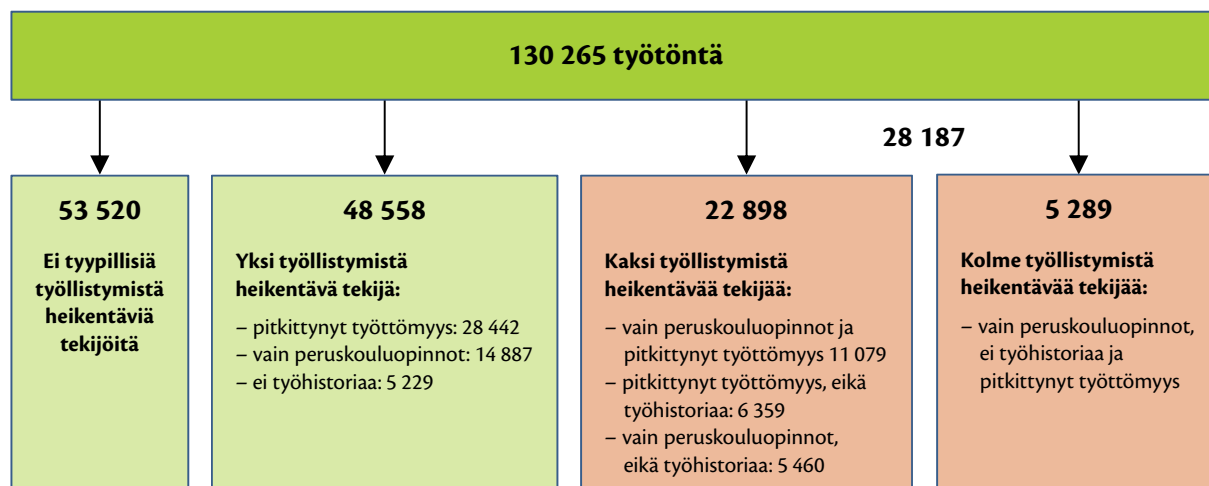 130 265 työtöntä
28 187
53 520
Ei tyypillisiä
työllistymistä
heikentäviä
tekijöitä
48 558
Yksi työllistymistä
heikentävä tekijä:
– pitkittynyt työttömyys: 28 442
– vain peruskouluopinnot: 14 887
– ei työhistoriaa: 5 229
22 898
Kaksi työllistymistä
heikentävää tekijää:
– vain peruskouluopinnot ja
pitkittynyt työttömyys 11 079
– pitkittynyt työttömyys, eikä
työhistoriaa: 6 359
– vain peruskouluopinnot,
eikä työhistoriaa: 5 460
5 289
Kolme työllistymistä
heikentävää tekijää:
– vain peruskouluopinnot,
ei työhistoriaa ja
pitkittynyt työttömyys